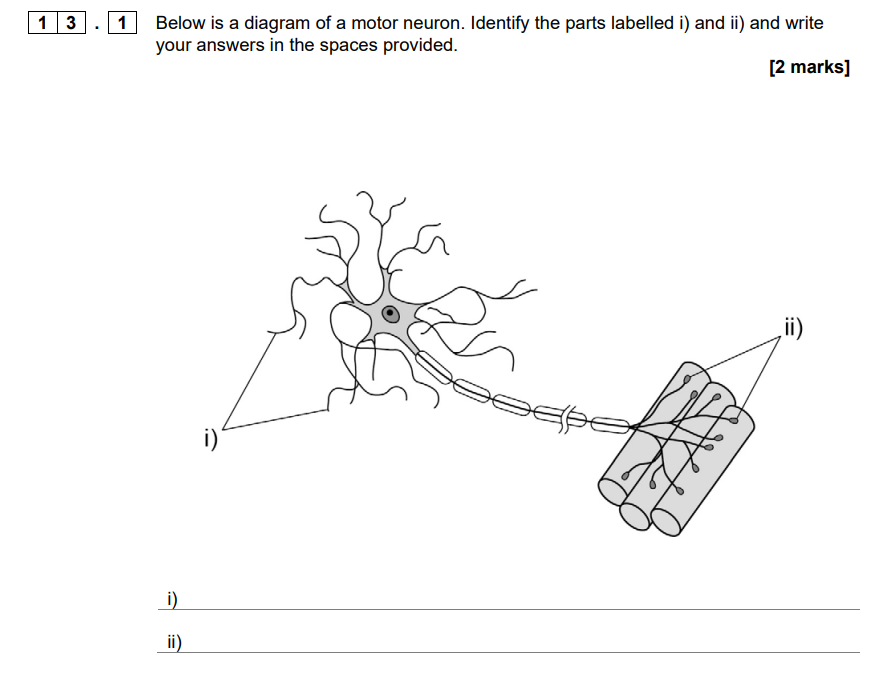 1 3 . 1 Below is a diagram of a motor neuron. Identify the parts labelled i) and ii) and write
your answers in the spaces provided.
[2 marks]
ii)
i)
i)
ii)